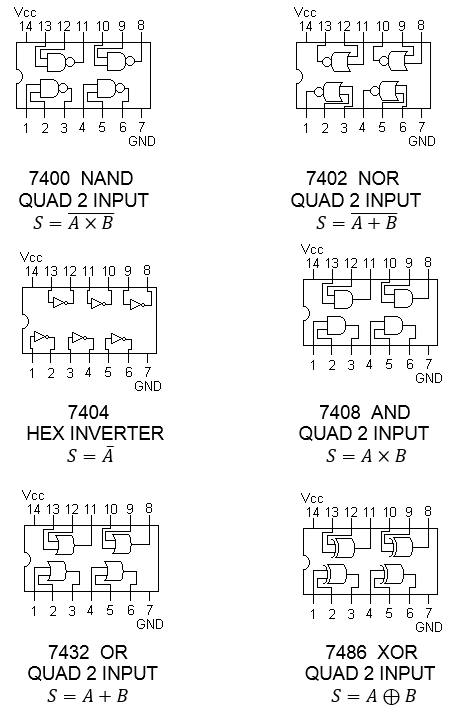 Vcc
14 13 12 11 10 9 8
1 2 3 4 5 6 7
GND
7400 NAND
QUAD 2 INPUT
S = \overline{A × B}
Vcc
14 13 12 11 10 9 8
1 2 3 4 5 6 7
GND
7402 NOR
QUAD 2 INPUT
S = \overline{A + B}
Vcc
14 13 12 11 10 9 8
1 2 3 4 5 6 7
GND
7404
HEX INVERTER
S = Ā
Vcc
14 13 12 11 10 9 8
1 2 3 4 5 6 7
GND
7408 AND
QUAD 2 INPUT
S = A × B
Vcc
14 13 12 11 10 9 8
1 2 3 4 5 6 7
GND
7432 OR
QUAD 2 INPUT
S = A + B
Vcc
14 13 12 11 10 9 8
1 2 3 4 5 6 7
GND
7486 XOR
QUAD 2 INPUT
S = A ⊕ B